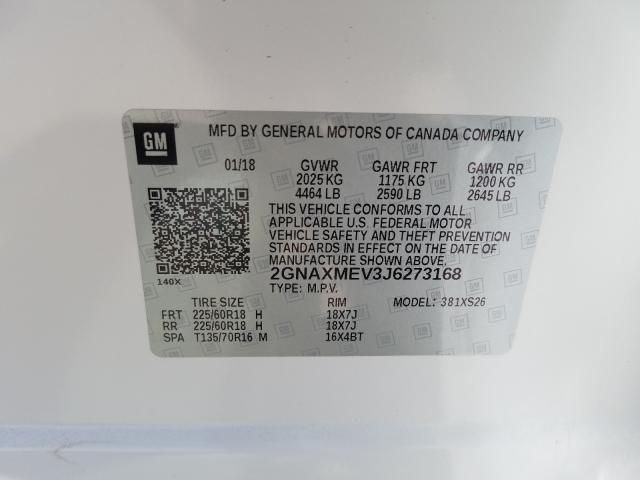 GM MFD BY GENERAL MOTORS OF CANADA COMPANY
01/18 GVWR GAWR FRT GAWR RR
2025 KG 1175 KG 1200 KG
4464 LB 2590 LB 2645 LB
THIS VEHICLE CONFORMS TO ALL
APPLICABLE U.S. FEDERAL MOTOR
VEHICLE SAFETY AND THEFT PREVENTION
STANDARDS IN EFFECT ON THE DATE OF
MANUFACTURE SHOWN ABOVE.
2GNAXMEV3J6273168
140X
TYPE: M.P.V. MODEL: 381XS26
TIRE SIZE RIM
FRT 225/60R18 H 18X7J
RR 225/60R18 H 18X7J
SPA T135/70R16 M 16X4BT